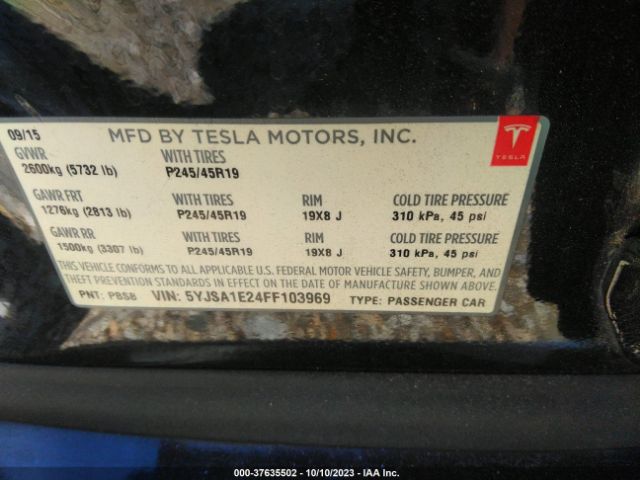 09/15 MFD BY TESLA MOTORS, INC.
TESLA
GVWR WITH TIRES
2600kg (5732 lb) P245/45R19
GAWR FRT WITH TIRES RIM COLD TIRE PRESSURE
1276kg (2813 lb) P245/45R19 19X8 J 310 kPa, 45 psi
GAWR RR WITH TIRES RIM COLD TIRE PRESSURE
1500kg (3307 lb) P245/45R19 19X8 J 310 kPa, 45 psi
THIS VEHICLE CONFORMS TO ALL APPLICABLE U.S. FEDERAL MOTOR VEHICLE SAFETY, BUMPER, AND
THEFT PREVENTION STANDARDS IN EFFECT ON THE DATE OF MANUFACTURE SHOWN ABOVE.
PNT: PBSB VIN: 5YJSA1E24FF103969 TYPE: PASSENGER CAR
000-37635502 - 10/10/2023 - IAA Inc.